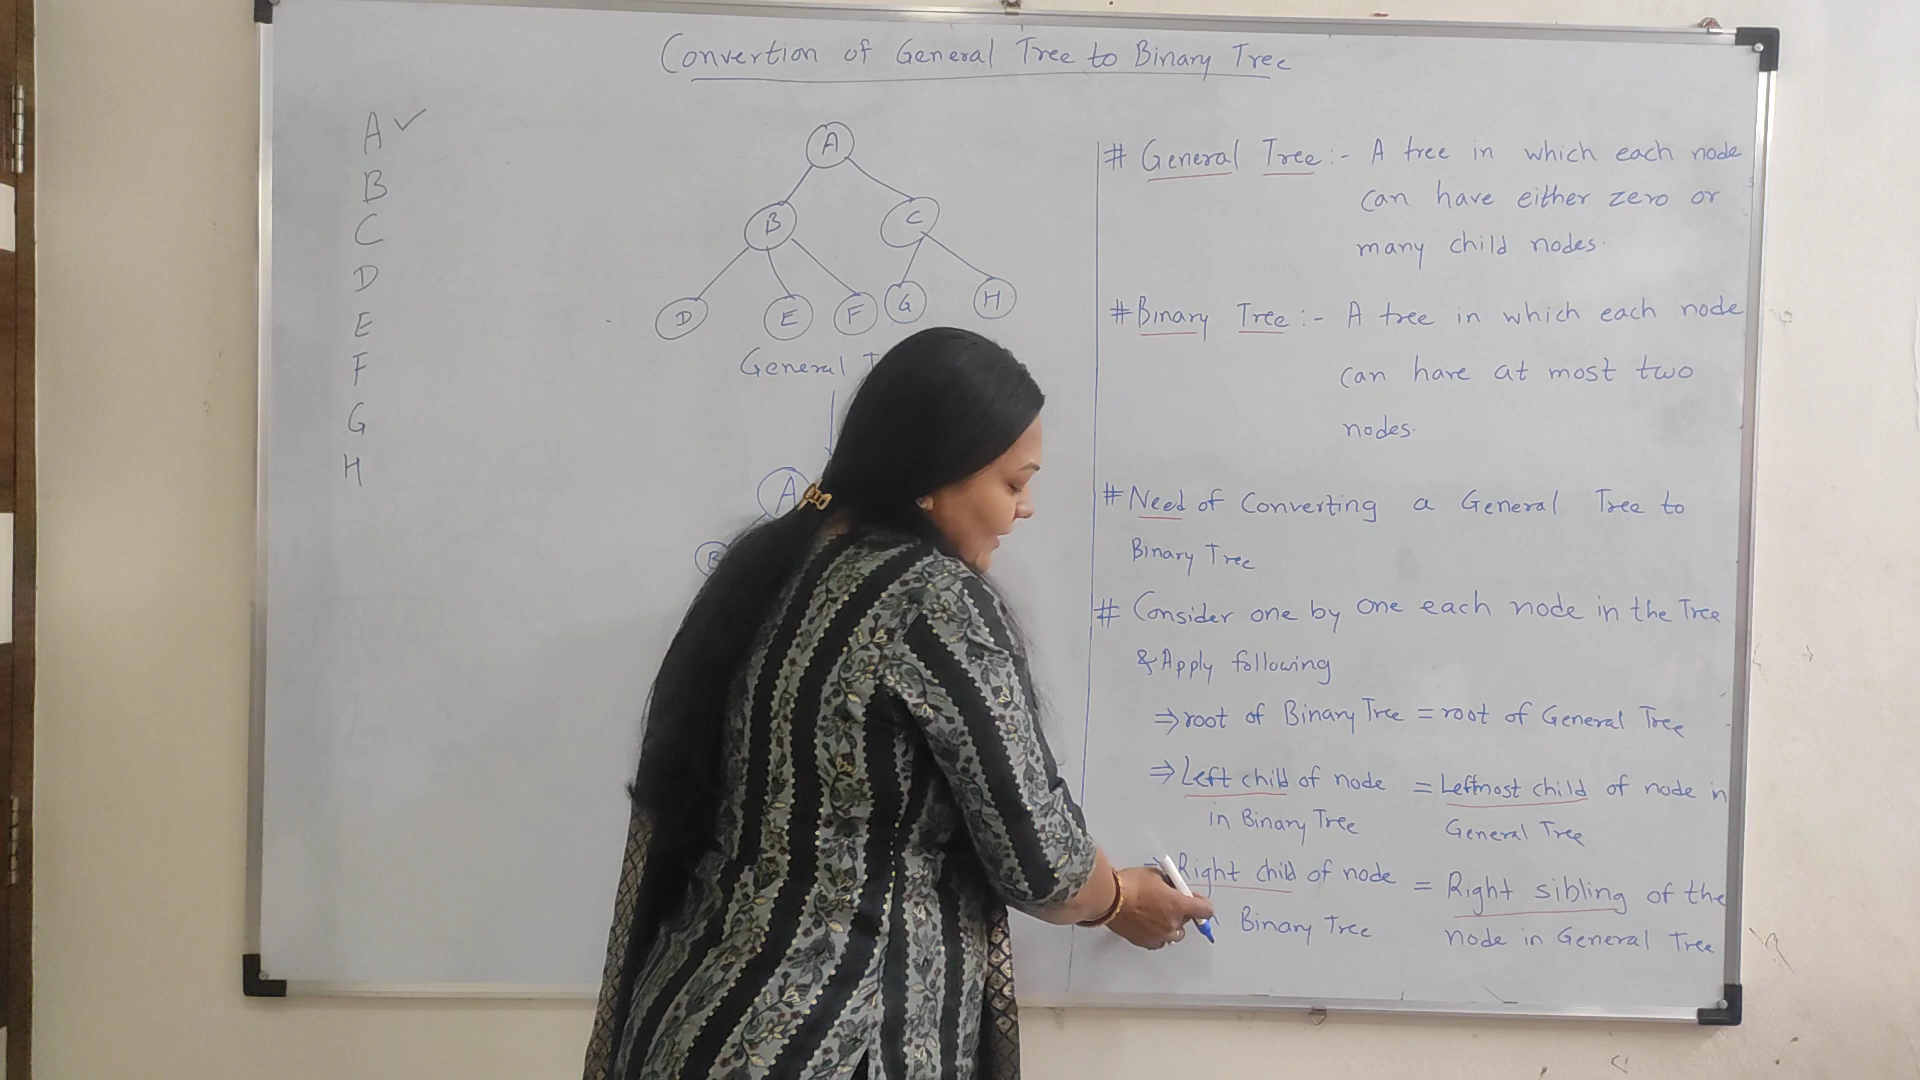 Convertion of General Tree to Binary Tree
A ✓
B
C
D
E
F
G
H
A
B C
D E F G H
General
A
B
# General Tree :- A tree in which each node
can have either zero or
many child nodes.
# Binary Tree :- A tree in which each node
can have at most two
nodes.
# Need of Converting a General Tree to
Binary Tree
# Consider one by one each node in the Tree
& Apply following
⇒ root of Binary Tree = root of General Tree
⇒ Left child of node = Leftmost child of node in
in Binary Tree General Tree
⇒ Right child of node = Right sibling of the
Binary Tree node in General Tree